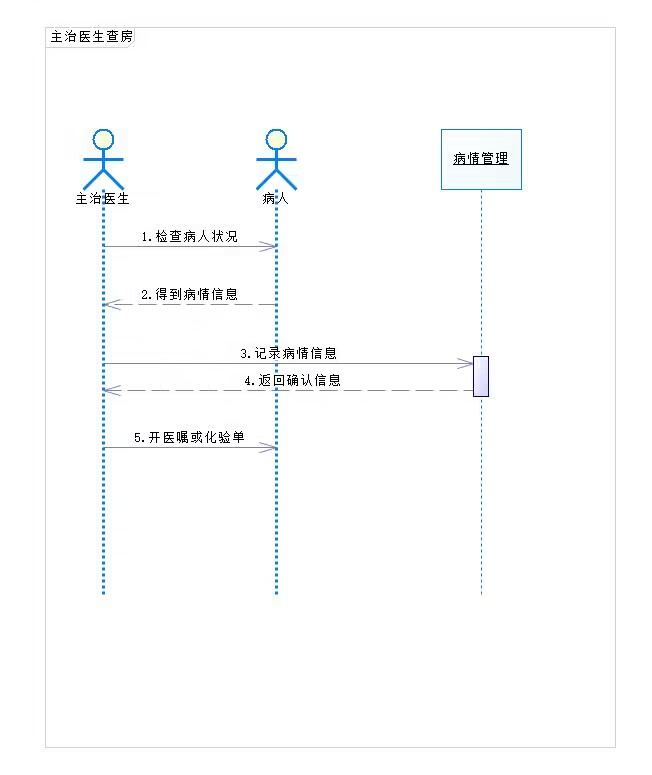 主治医生查房
主治医生
病人
病情管理
1.检查病人状况
2.得到病情信息
3.记录病情信息
4.返回确认信息
5.开医嘱或化验单